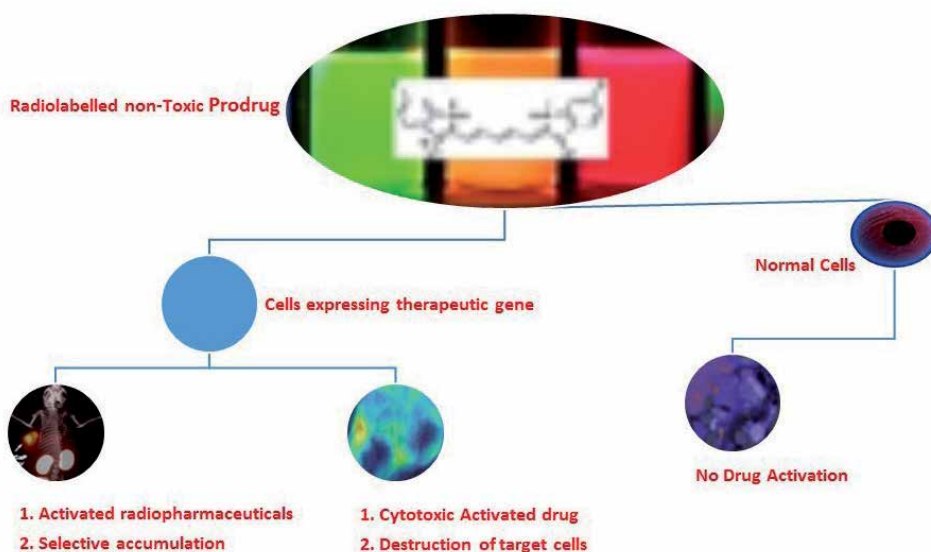 Radiolabelled non-Toxic Prodrug
Normal Cells
Cells expressing therapeutic gene
No Drug Activation
1. Activated radiopharmaceuticals
2. Selective accumulation
1. Cytotoxic Activated drug
2. Destruction of target cells